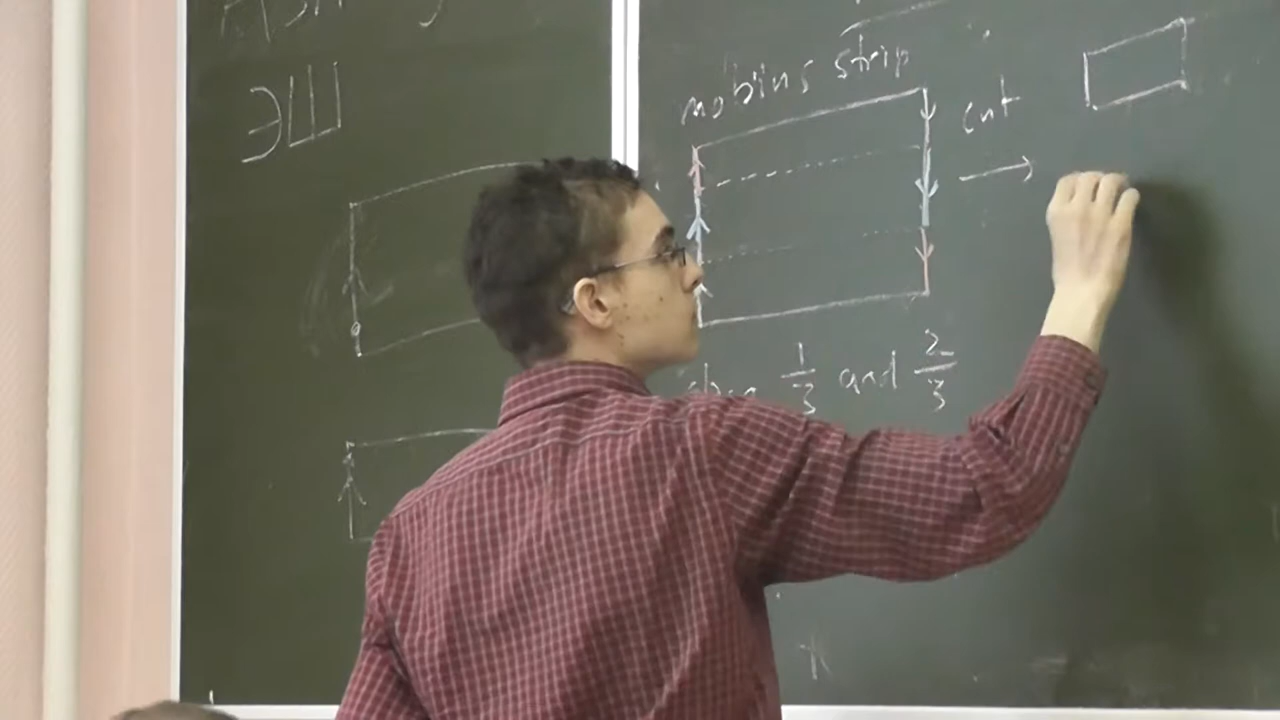 ЭШ
mobius strip
cut
1/3 and 2/3